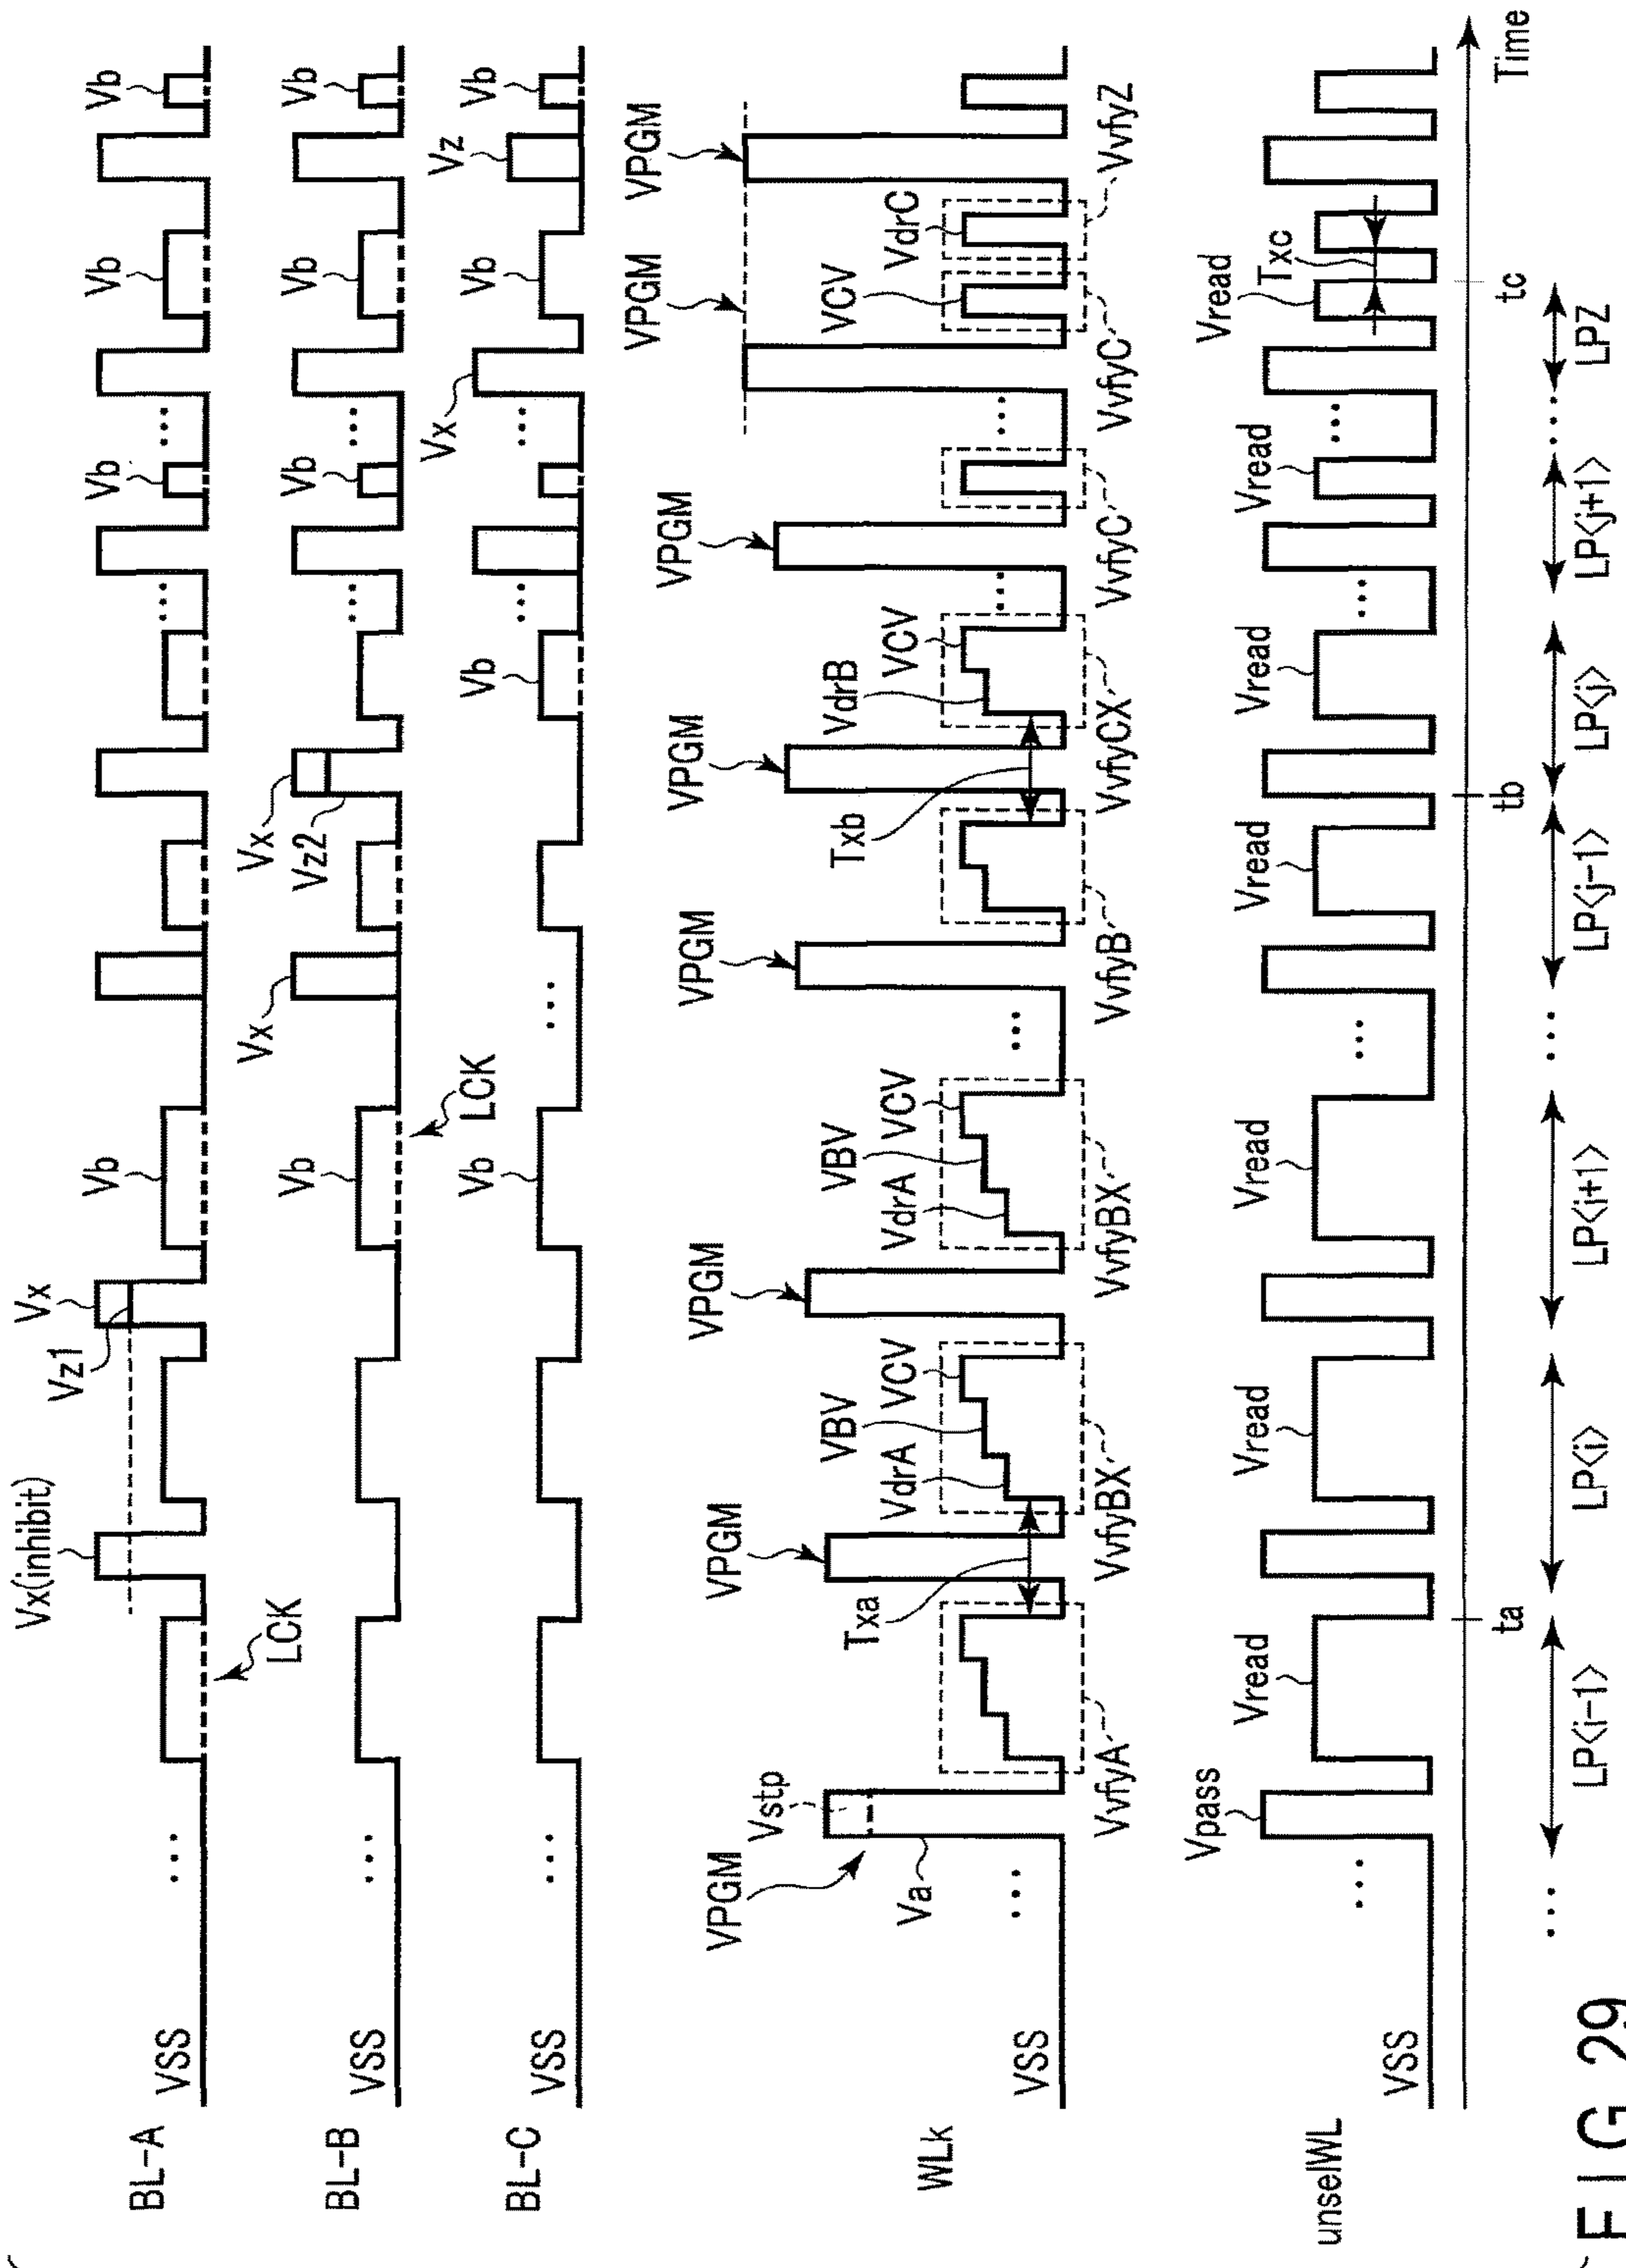 BL-A
VSS
...
LCK
Vx(inhibit)
Vz1
Vx
Vb
...
Vb
...
Vb
Vb
BL-B
VSS
...
Vb
LCK
Vx
Vx
Vz2
...
Vb
...
Vb
Vb
BL-C
VSS
...
Vb
...
Vb
...
Vx
...
Vb
Vz
Vb
WLk
VSS
...
VPGM
Va
Vstp
VvfyA
Txa
VPGM
VdrA
VBV
VCV
VvfyBX
VPGM
VdrA
VBV
VCV
VvfyBX
...
VPGM
VvfyB
Txb
VPGM
VdrB
VCV
VvfyCX
...
VPGM
VvfyC
...
VPGM
VCV
VvfyC
VdrC
VvfyZ
VPGM
unselWL
VSS
...
Vpass
Vread
Vread
Vread
...
Vread
Vread
...
Vread
...
Vread
Txc
ta
tb
tc
Time
...
LP<i-1>
LP<i>
LP<i+1>
...
LP<j-1>
LP<j>
LP<j+1>
...
LPZ
FIG. 29